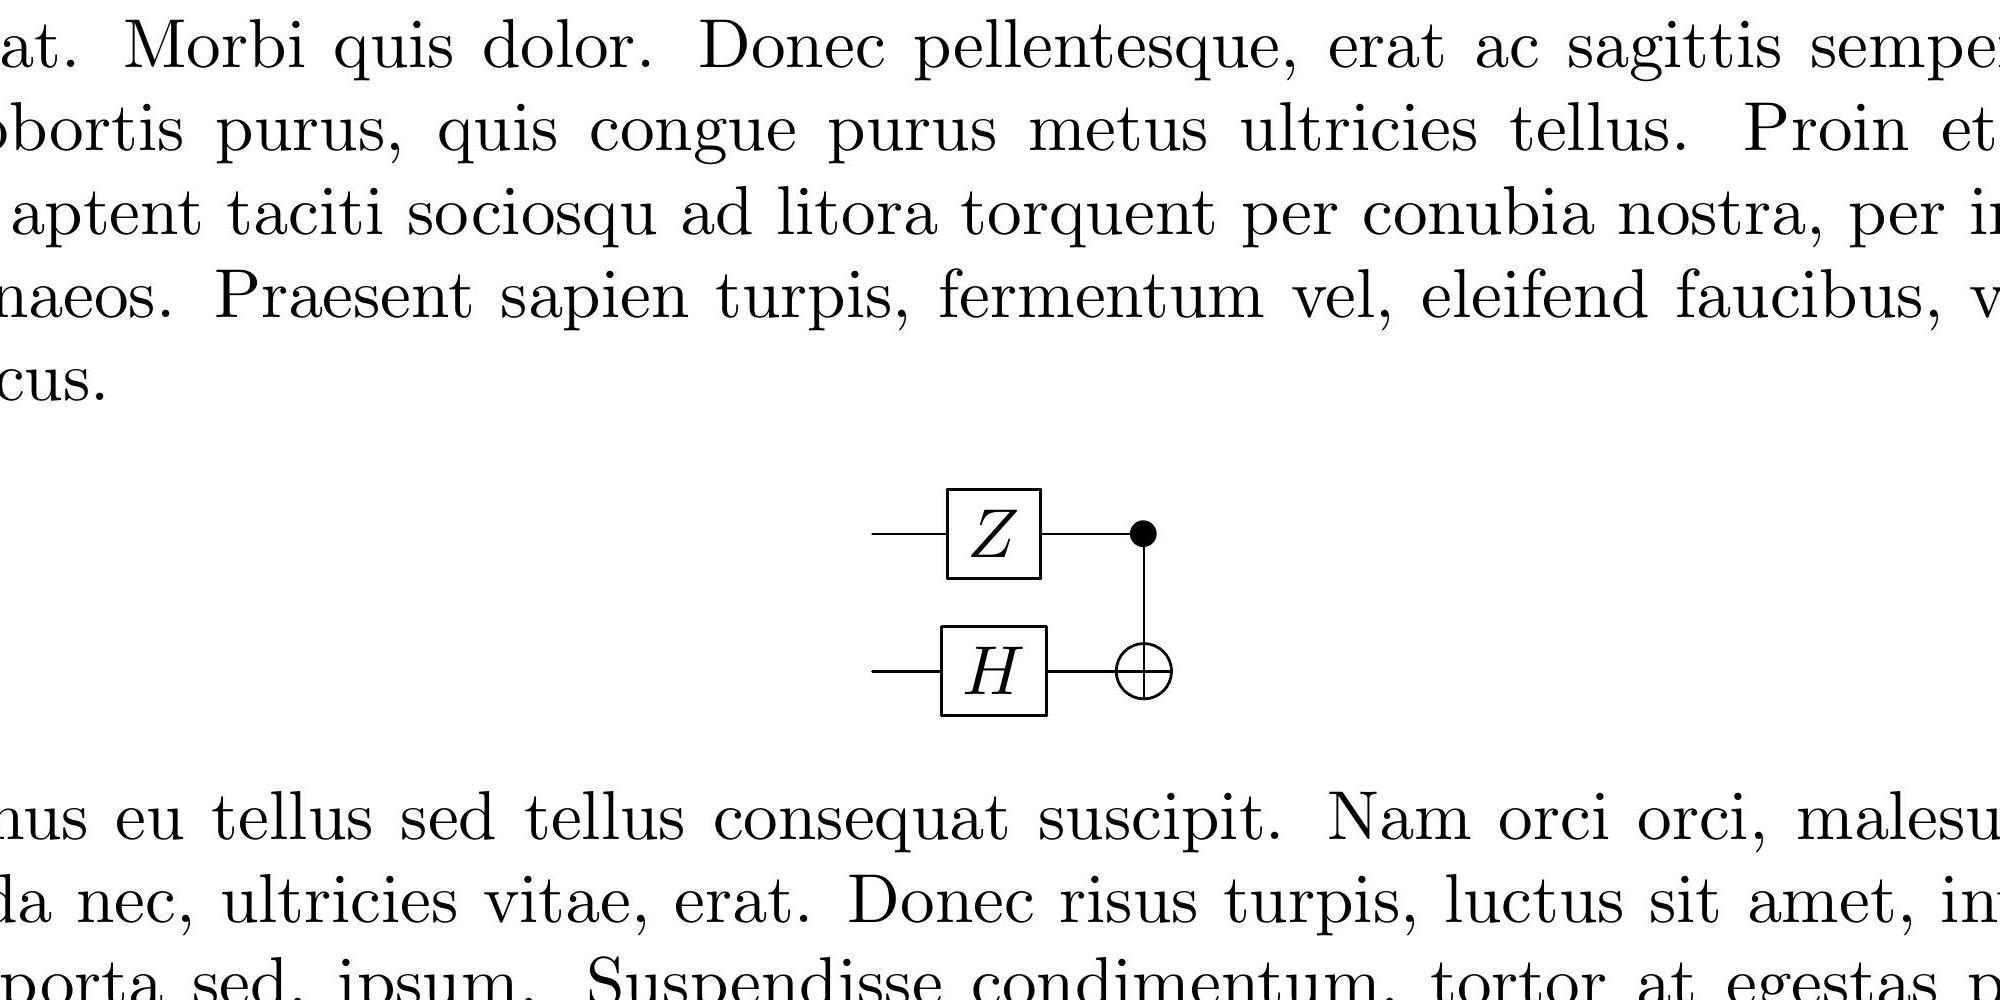 at. Morbi quis dolor. Donec pellentesque, erat ac sagittis sempe
obortis purus, quis congue purus metus ultricies tellus. Proin et
aptent taciti sociosqu ad litora torquent per conubia nostra, per in
naeos. Praesent sapien turpis, fermentum vel, eleifend faucibus, v
cus.
Z
H
nus eu tellus sed tellus consequat suscipit. Nam orci orci, malesu
da nec, ultricies vitae, erat. Donec risus turpis, luctus sit amet, in
porta sed, ipsum. Suspendisse condimentum, tortor at egestas p